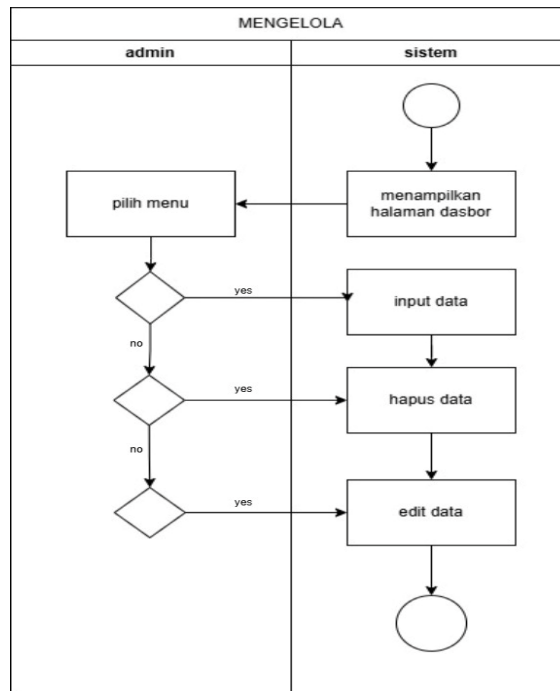 MENGELOLA
admin
sistem
menampilkan
halaman dasbor
pilih menu
yes
input data
no
yes
hapus data
no
yes
edit data